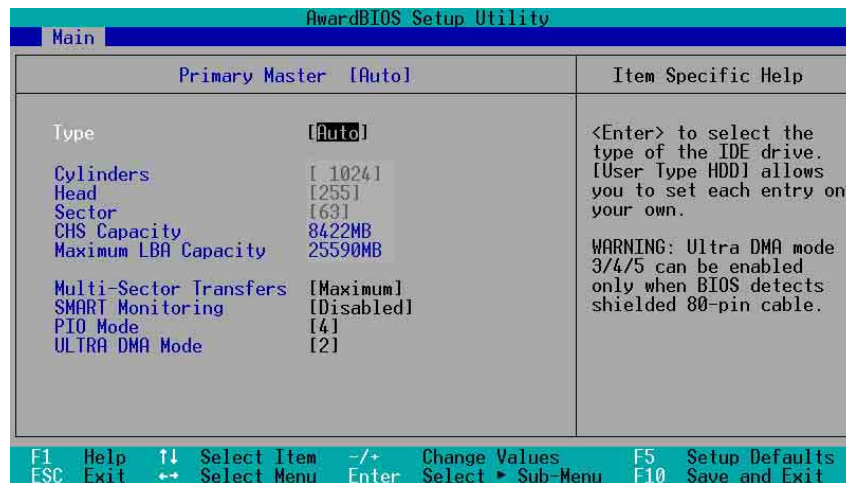 AwardBIOS Setup Utility
Main
Primary Master [Auto]
Item Specific Help
Type [Auto]
Cylinders [ 1024]
Head [255]
Sector [63]
CHS Capacity 8422MB
Maximum LBA Capacity 25590MB
Multi-Sector Transfers [Maximum]
SMART Monitoring [Disabled]
PIO Mode [4]
ULTRA DMA Mode [2]
<Enter> to select the
type of the IDE drive.
[User Type HDD] allows
you to set each entry on
your own.
WARNING: Ultra DMA mode
3/4/5 can be enabled
only when BIOS detects
shielded 80-pin cable.
F1 Help ↑↓ Select Item -/+ Change Values F5 Setup Defaults
ESC Exit ←→ Select Menu Enter Select ► Sub-Menu F10 Save and Exit